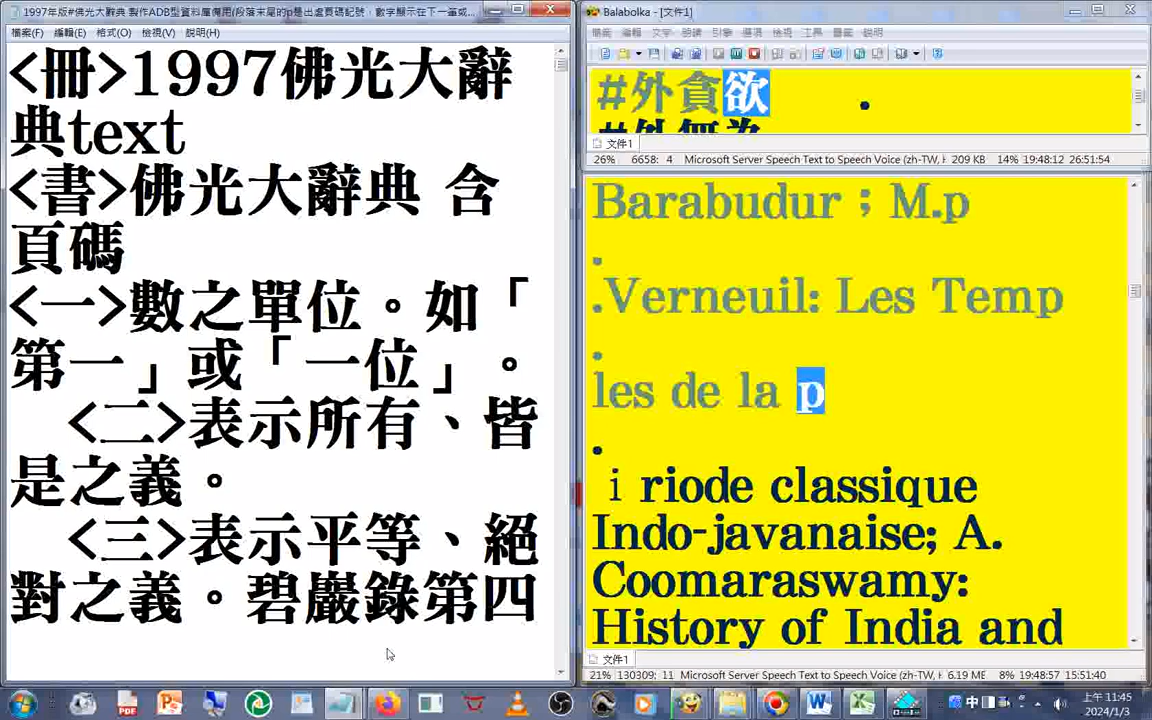 1997年版#佛光大辭典 製作ADB型資料庫備用(段落末尾的p是出處頁碼記號，數字顯示在下一筆或...
檔案(F) 編輯(E) 格式(O) 檢視(V) 說明(H)
<冊>1997佛光大辭
典text
<書>佛光大辭典 含
頁碼
<一>數之單位。如「
第一」或「一位」。
<二>表示所有、皆
是之義。
<三>表示平等、絕
對之義。碧巖錄第四
Balabolka - [文件1]
#外貪欲 .
#外無為
文件1
26% 6658: 4 Microsoft Server Speech Text to Speech Voice (zh-TW, H 209 KB 14% 19:48:12 26:51:54
Barabudur；M.p
.
.Verneuil: Les Temp
.
les de la p
.
i riode classique
Indo-javanaise; A.
Coomaraswamy:
History of India and
文件1
21% 130309: 11 Microsoft Server Speech Text to Speech Voice (zh-TW, 6.19 ME 8% 19:48:57 15:51:40
中
上午 11:45
2024/1/3